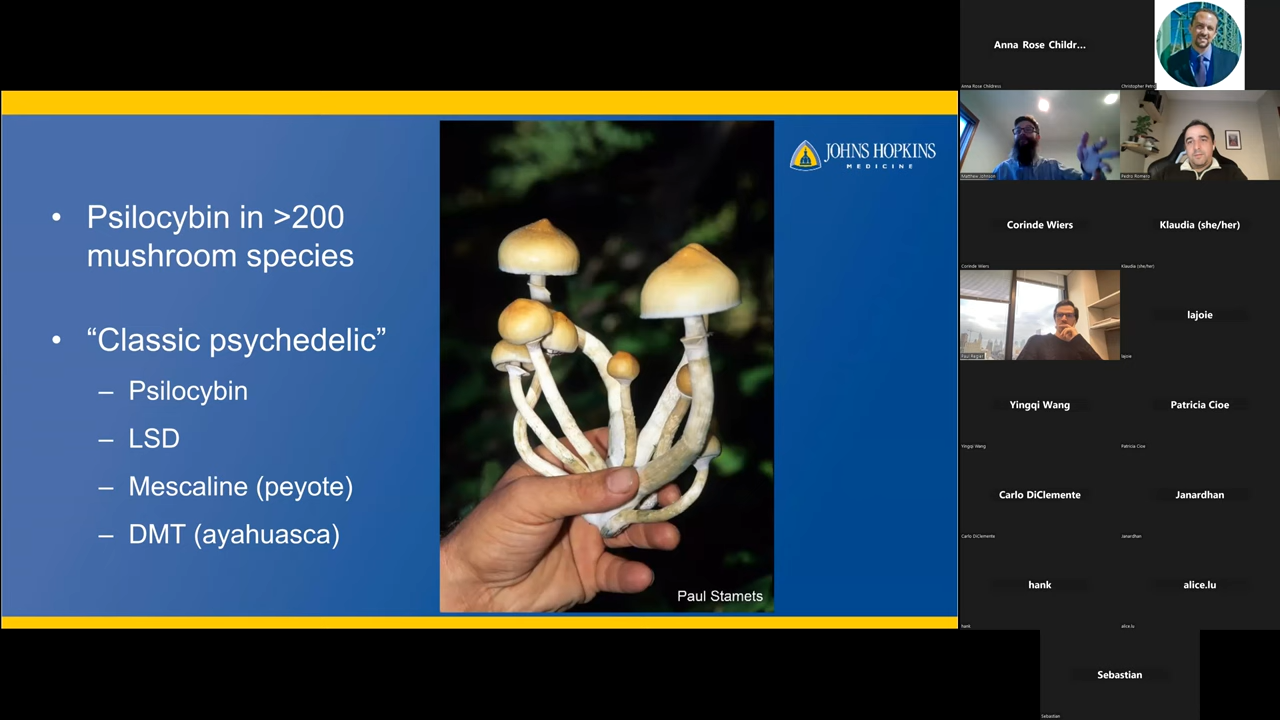 • Psilocybin in >200
mushroom species
• “Classic psychedelic”
– Psilocybin
– LSD
– Mescaline (peyote)
– DMT (ayahuasca)
JOHNS HOPKINS
MEDICINE
Paul Stamets
Anna Rose Childr...
Anna Rose Childress
Matthew Johnson
Pedro Romero
Corinde Wiers
Corinde Wiers
Klaudia (she/her)
Klaudia (she/her)
Paul Regier
lajoie
lajoie
Yingqi Wang
Yingqi Wang
Patricia Cioe
Patricia Cioe
Carlo DiClemente
Carlo DiClemente
Janardhan
Janardhan
hank
hank
alice.lu
alice.lu
Sebastian
Sebastian